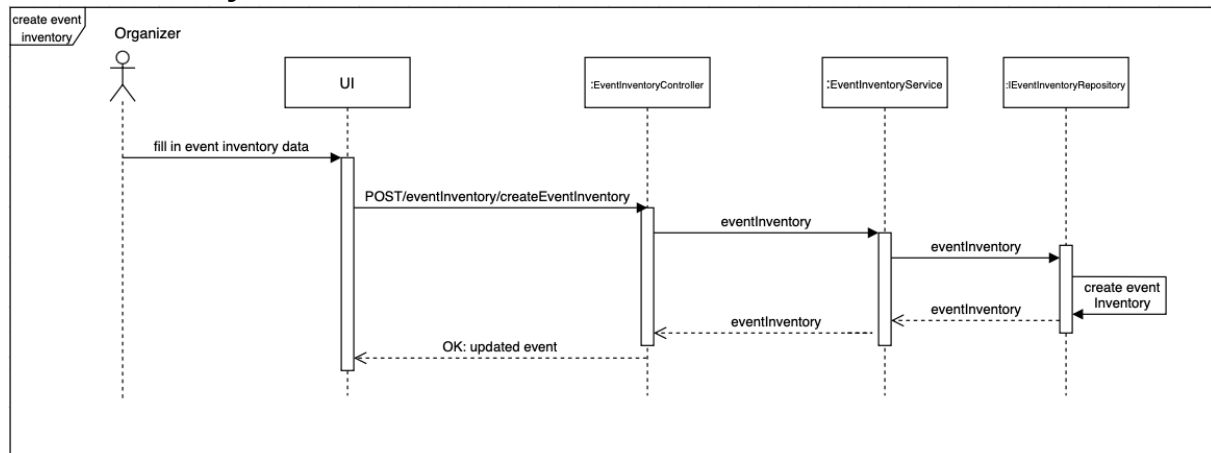 create event
inventory
Organizer
UI
:EventInventoryController
:EventInventoryService
:IEventInventoryRepository
fill in event inventory data
POST/eventInventory/createEventInventory
eventInventory
eventInventory
create event
Inventory
eventInventory
eventInventory
OK: updated event